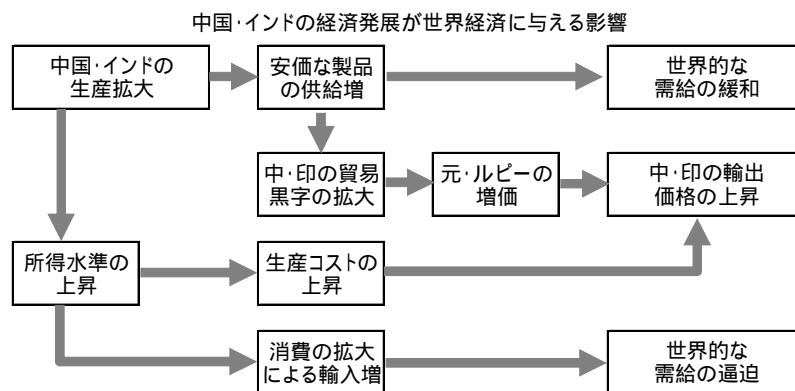 中国・インドの経済発展が世界経済に与える影響
中国・インドの
生産拡大
安価な製品
の供給増
世界的な
需給の緩和
中・印の貿易
黒字の拡大
元・ルピーの
増価
中・印の輸出
価格の上昇
所得水準の
上昇
生産コストの
上昇
消費の拡大
による輸入増
世界的な
需給の逼迫